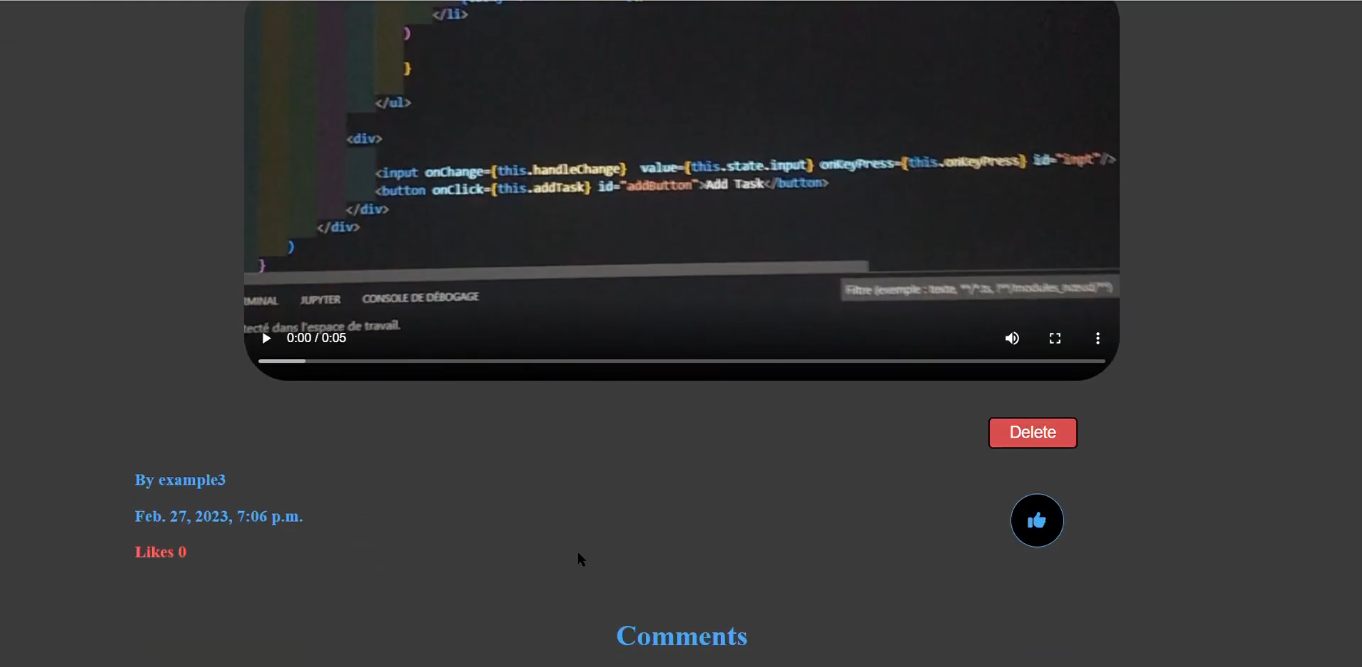 </li>
)
}
</ul>
<div>
<input onChange={this.handleChange} value={this.state.input} onKeyPress={this.onKeyPress} id="inpt"/>
<button onClick={this.addTask} id="addButton">Add Task</button>
</div>
</div>
)
}
MINAL JUPYTER CONSOLE DE DÉBOGAGE
Filtre (exemple : texte, **/*.ts, !**/modules_nœud/**)
tecté dans l'espace de travail.
0:00 / 0:05
Delete
By example3
Feb. 27, 2023, 7:06 p.m.
Likes 0
Comments